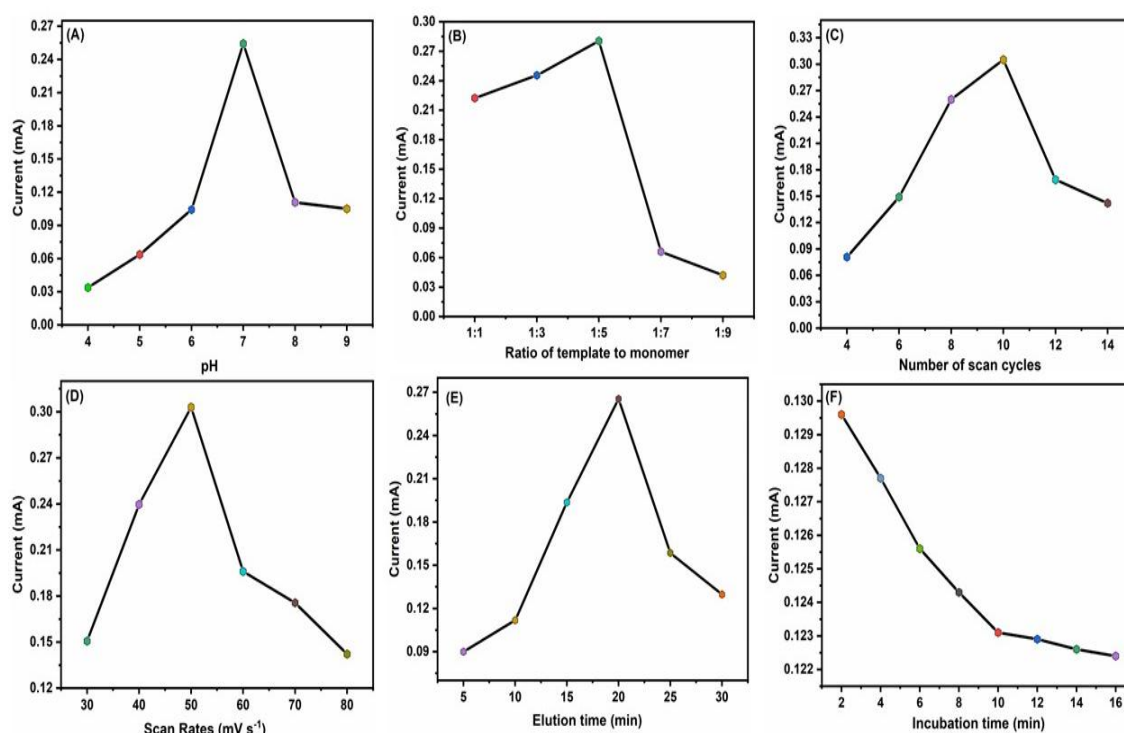 (A)
Current (mA)
0.27
0.24
0.21
0.18
0.15
0.12
0.09
0.06
0.03
0.00
4 5 6 7 8 9
pH
(B)
Current (mA)
0.30
0.27
0.24
0.21
0.18
0.15
0.12
0.09
0.06
0.03
0.00
1:1 1:3 1:5 1:7 1:9
Ratio of template to monomer
(C)
Current (mA)
0.33
0.30
0.27
0.24
0.21
0.18
0.15
0.12
0.09
0.06
0.03
0.00
4 6 8 10 12 14
Number of scan cycles
(D)
Current (mA)
0.30
0.27
0.24
0.21
0.18
0.15
0.12
30 40 50 60 70 80
Scan Rates (mV s⁻¹)
(E)
Current (mA)
0.27
0.24
0.21
0.18
0.15
0.12
0.09
5 10 15 20 25 30
Elution time (min)
(F)
Current (mA)
0.130
0.129
0.128
0.127
0.126
0.125
0.124
0.123
0.122
2 4 6 8 10 12 14 16
Incubation time (min)